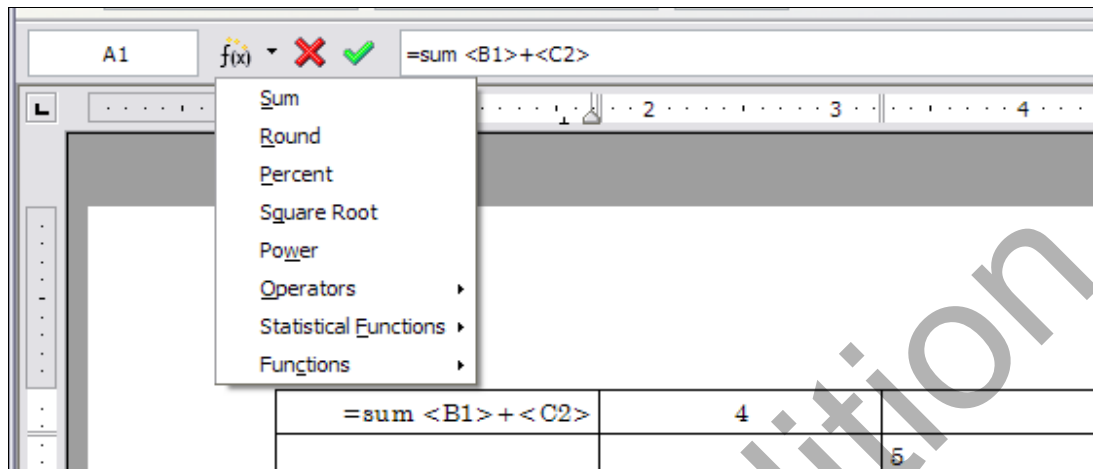 A1 f(x) =sum <B1>+<C2>
L 2 3 4
Sum
Round
Percent
Square Root
Power
Operators
Statistical Functions
Functions
=sum <B1>+<C2> 4
5
dition